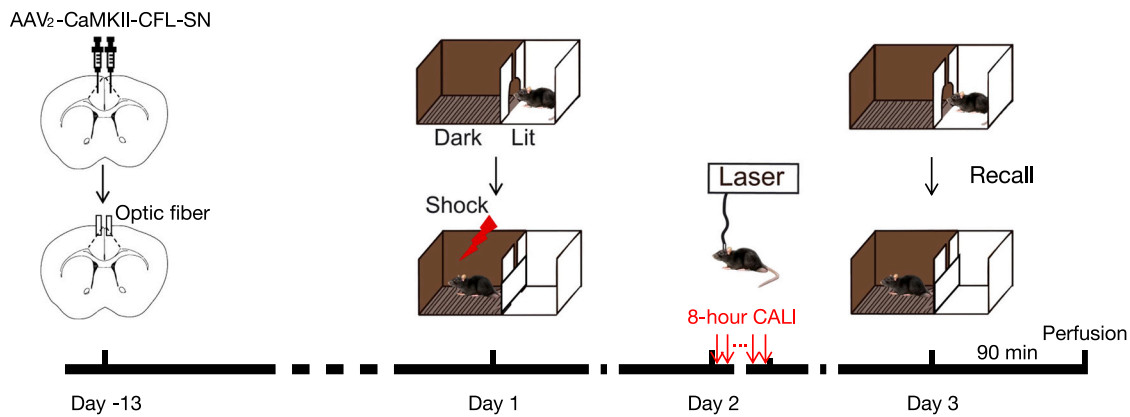 AAV₂-CaMKII-CFL-SN
Optic fiber
Dark Lit
Shock
Laser
8-hour CALI
Recall
Perfusion
90 min
Day -13
Day 1
Day 2
Day 3